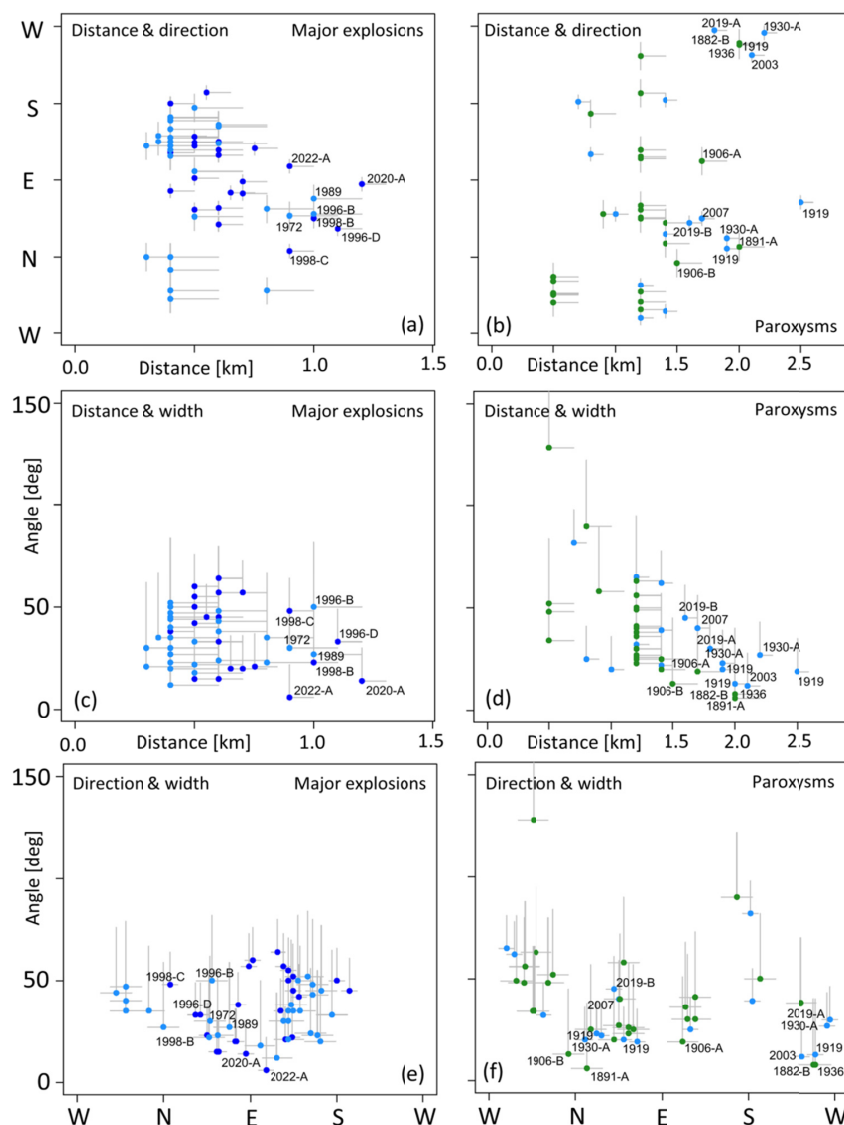 W
Distance & direction
Major explosions
S
2022-A
E
2020-A
1989
1996-B
1972
1998-B
1996-D
N
1998-C
W
(a)
0.0
1.0
1.5
Distance [km]
Distance & direction
2019-A
1930-A
1882-B
1919
1936
2003
1906-A
2007
1919
2019-B
1930-A
1891-A
1919
1906-B
(b)
Paroxysms
0.0
0.5
1.0
1.5
2.0
2.5
Distance [km]
150
Distance & width
Major explosions
Angle [deg]
50
1996-B
1998-C
1972
1996-D
1989
1998-B
2022-A
2020-A
0
(c)
0.0
1.0
1.5
Distance [km]
Distance & width
Paroxysms
2019-B
2007
2019-A
1930-A
1930-A
1906-A
1919
2003
1919
1919
1906-B
1882-B
1936
1891-A
(d)
0.0
0.5
1.0
1.5
2.0
2.5
Distance [km]
150
Direction & width
Major explosions
Angle [deg]
50
1998-C
1996-B
1996-D
1972
1989
1998-B
2020-A
2022-A
0
(e)
W
N
E
S
W
Direction & width
Paroxysms
2019-B
2007
2019-A
1919
1930-A
1930-A
1919
1906-A
1919
1906-B
2003
1891-A
1882-B
1936
(f)
W
N
E
S
W